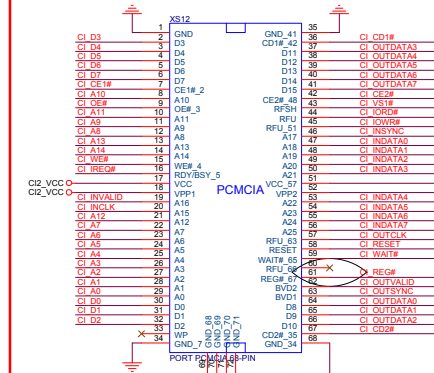 XS12
1 GND GND_41 35
CI_D3 2 D3 CD1#_42 36 CI_CD1#
CI_D4 3 D4 D11 37 CI_OUTDATA3
CI_D5 4 D5 D12 38 CI_OUTDATA4
CI_D6 5 D6 D13 39 CI_OUTDATA5
CI_D7 6 D7 D14 40 CI_OUTDATA6
CI_CE1# 7 CE1#_2 D15 41 CI_OUTDATA7
CI_A10 8 A10 CE2#_48 42 CI_CE2#
CI_OE# 9 OE#_3 RFSH 43 CI_VS1#
CI_A11 10 A11 RFU 44 CI_IORD#
CI_A9 11 A9 RFU_51 45 CI_IOWR#
CI_A8 12 A8 A17 46 CI_INSYNC
CI_A13 13 A13 A18 47 CI_INDATA0
CI_A14 14 A14 A19 48 CI_INDATA1
CI_WE# 15 WE#_4 A20 49 CI_INDATA2
CI_IREQ# 16 RDY/BSY_5 A21 50 CI_INDATA3
CI2_VCC 17 VCC VCC_57 51
CI2_VCC 18 VPP1 PCMCIA VPP2 52
CI_INVALID 19 A16 A22 53 CI_INDATA4
CI_INCLK 20 A15 A23 54 CI_INDATA5
CI_A12 21 A12 A24 55 CI_INDATA6
CI_A7 22 A7 A25 56 CI_INDATA7
CI_A6 23 A6 RFU_63 57 CI_OUTCLK
CI_A5 24 A5 RESET 58 CI_RESET
CI_A4 25 A4 WAIT#_65 59 CI_WAIT#
CI_A3 26 A3 60
CI_A2 27 A2 REG#_67 61 CI_REG#
CI_A1 28 A1 BVD2 62 CI_OUTVALID
CI_A0 29 A0 BVD1 63 CI_OUTSYNC
CI_D0 30 D0 D8 64 CI_OUTDATA0
CI_D1 31 D1 D9 65 CI_OUTDATA1
CI_D2 32 D2 D10 66 CI_OUTDATA2
33 WP CD2#_35 67 CI_CD2#
34 GND_7 GND_34 68
GND_68
GND_69
GND_70
GND_71
PORT PCMCIA 68-PIN
69